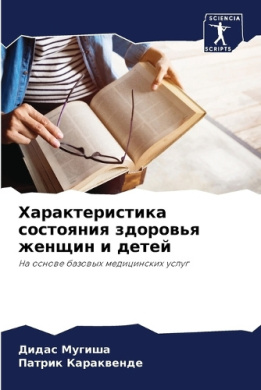 SCIENCIA
SCRIPTS
Характеристика
состояния здоровья
женщин и детей
На основе базовых медицинских услуг
Дидас Мугиша
Патрик Караквенде